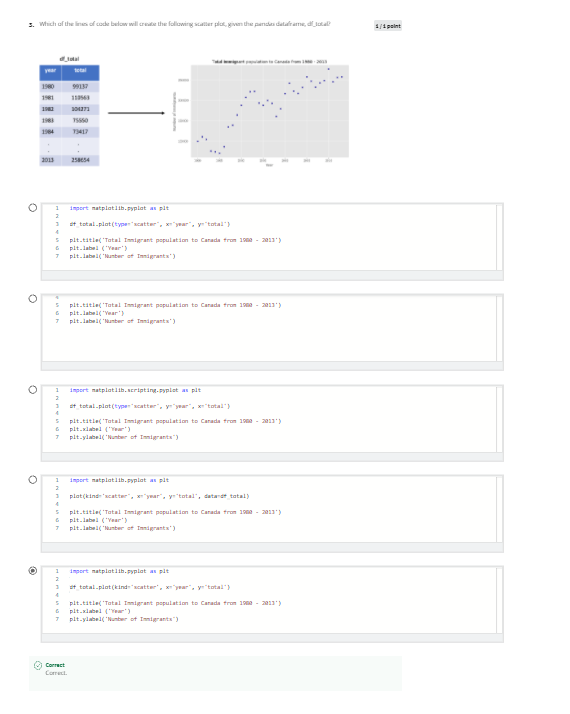 3. Which of the lines of code below will create the following scatter plot, given the pandas dataframe, df_total?
1 / 1 point
df_total
year total
1980 99137
1981 110563
1982 104271
1983 75550
1984 73417
2013 258654
Total Immigrant population to Canada from 1980 - 2013
Number of Immigrants
Year
1 import matplotlib.pyplot as plt
2
3 df_total.plot(type='scatter', x='year', y='total')
4
5 plt.title('Total Immigrant population to Canada from 1980 - 2013')
6 plt.label ('Year')
7 plt.label('Number of Immigrants')
5 plt.title('Total Immigrant population to Canada from 1980 - 2013')
6 plt.label('Year')
7 plt.label('Number of Immigrants')
1 import matplotlib.scripting.pyplot as plt
2
3 df_total.plot(type='scatter', y='year', x='total')
4
5 plt.title('Total Immigrant population to Canada from 1980 - 2013')
6 plt.xlabel ('Year')
7 plt.ylabel('Number of Immigrants')
1 import matplotlib.pyplot as plt
2
3 plot(kind='scatter', x='year', y='total', data=df_total)
4
5 plt.title('Total Immigrant population to Canada from 1980 - 2013')
6 plt.label ('Year')
7 plt.label('Number of Immigrants')
1 import matplotlib.pyplot as plt
2
3 df_total.plot(kind='scatter', x='year', y='total')
4
5 plt.title('Total Immigrant population to Canada from 1980 - 2013')
6 plt.xlabel ('Year')
7 plt.ylabel('Number of Immigrants')
Correct
Correct.